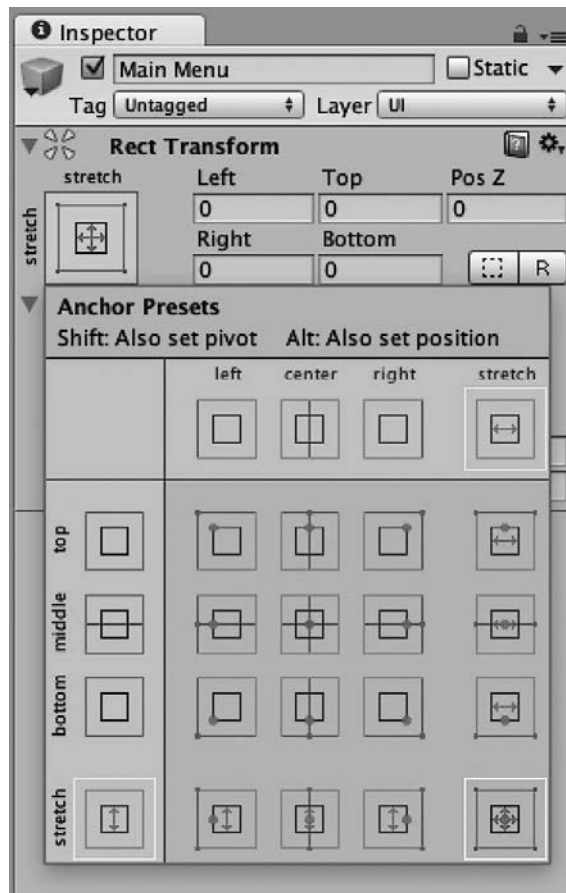 Inspector
Main Menu Static
Tag Untagged Layer UI
Rect Transform
stretch Left Top Pos Z
stretch
0 0 0
Right Bottom
0 0 R
Anchor Presets
Shift: Also set pivot Alt: Also set position
left center right stretch
top
middle
bottom
stretch